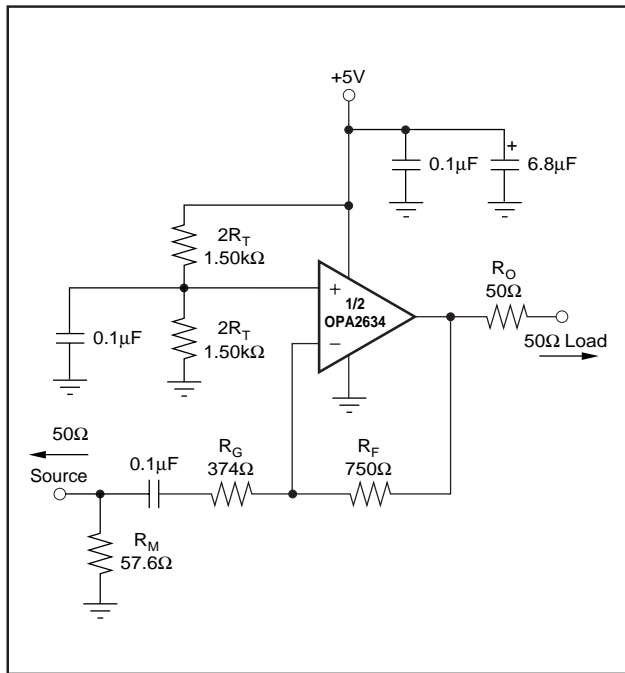 +5V
+
0.1µF
6.8µF
2R_T
1.50kΩ
+
1/2
OPA2634
−
R_O
50Ω
50Ω Load
0.1µF
2R_T
1.50kΩ
50Ω
Source
0.1µF
R_G
374Ω
R_F
750Ω
R_M
57.6Ω